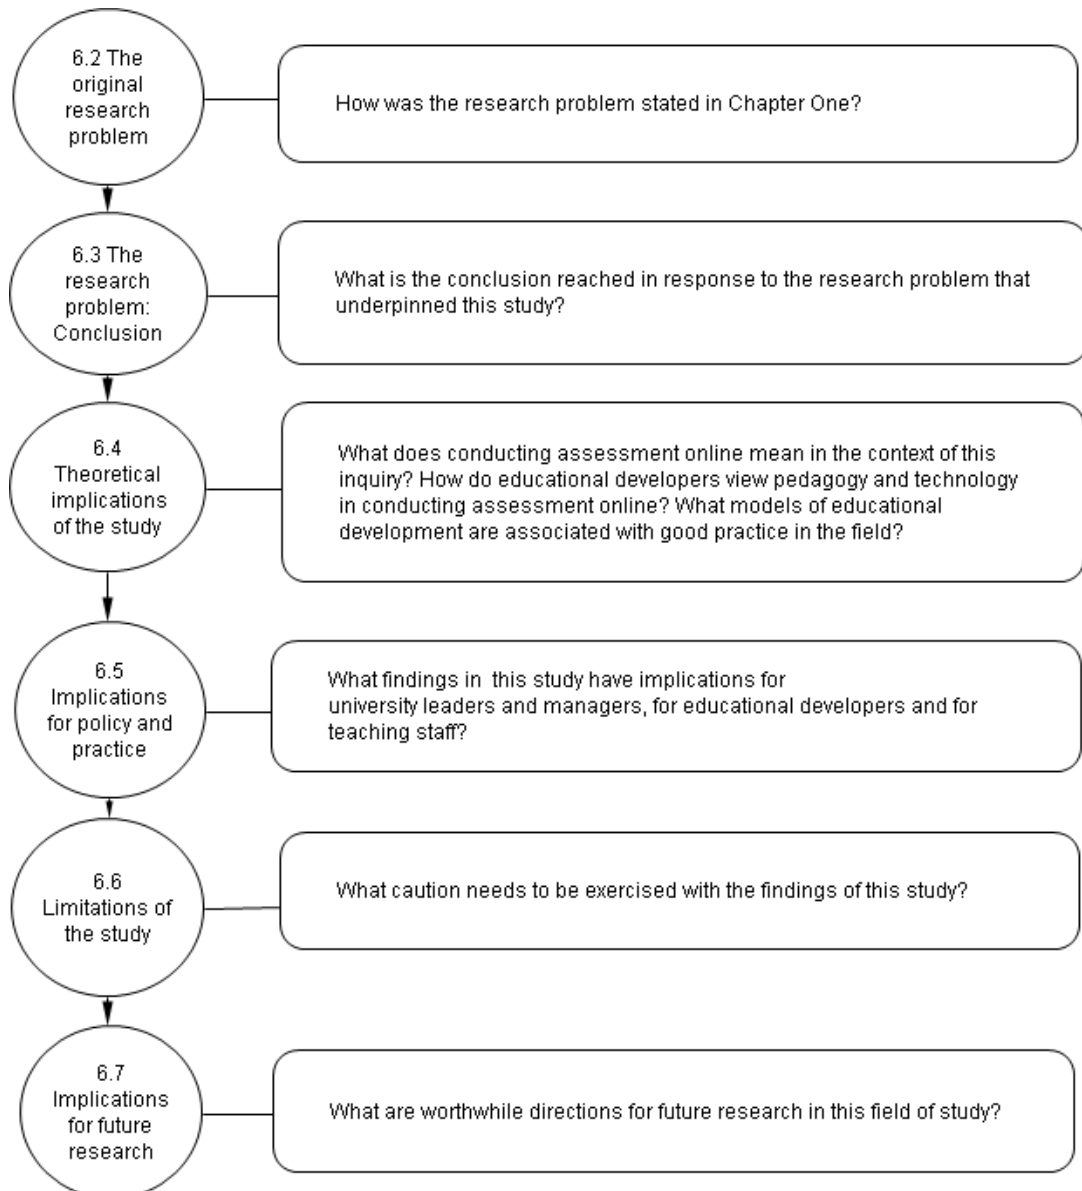 6.2 The
original
research
problem
How was the research problem stated in Chapter One?
6.3 The
research
problem:
Conclusion
What is the conclusion reached in response to the research problem that
underpinned this study?
6.4
Theoretical
implications
of the study
What does conducting assessment online mean in the context of this
inquiry? How do educational developers view pedagogy and technology
in conducting assessment online? What models of educational
development are associated with good practice in the field?
6.5
Implications
for policy and
practice
What findings in this study have implications for
university leaders and managers, for educational developers and for
teaching staff?
6.6
Limitations of
the study
What caution needs to be exercised with the findings of this study?
6.7
Implications
for future
research
What are worthwhile directions for future research in this field of study?